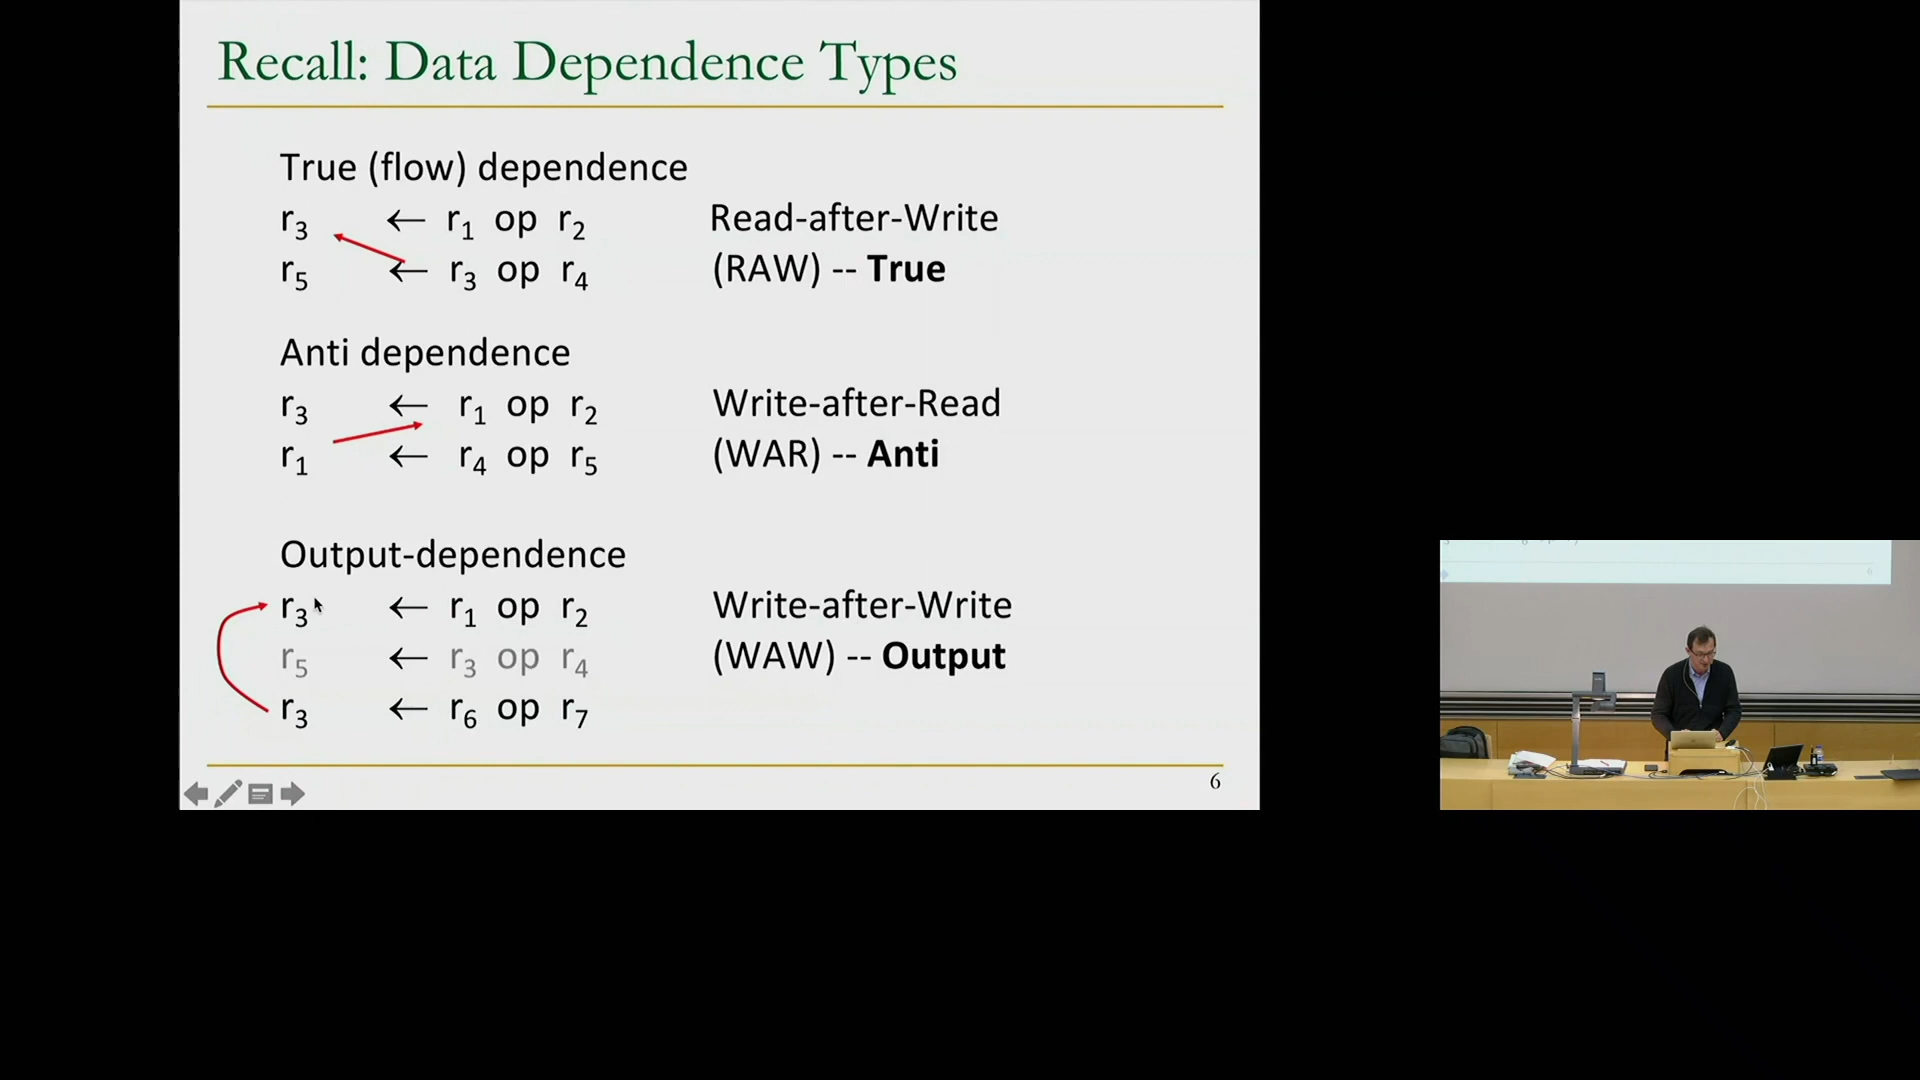 Recall: Data Dependence Types
True (flow) dependence
r₃ ← r₁ op r₂ Read-after-Write
r₅ ← r₃ op r₄ (RAW) -- True
Anti dependence
r₃ ← r₁ op r₂ Write-after-Read
r₁ ← r₄ op r₅ (WAR) -- Anti
Output-dependence
r₃ ← r₁ op r₂ Write-after-Write
r₅ ← r₃ op r₄ (WAW) -- Output
r₃ ← r₆ op r₇
6